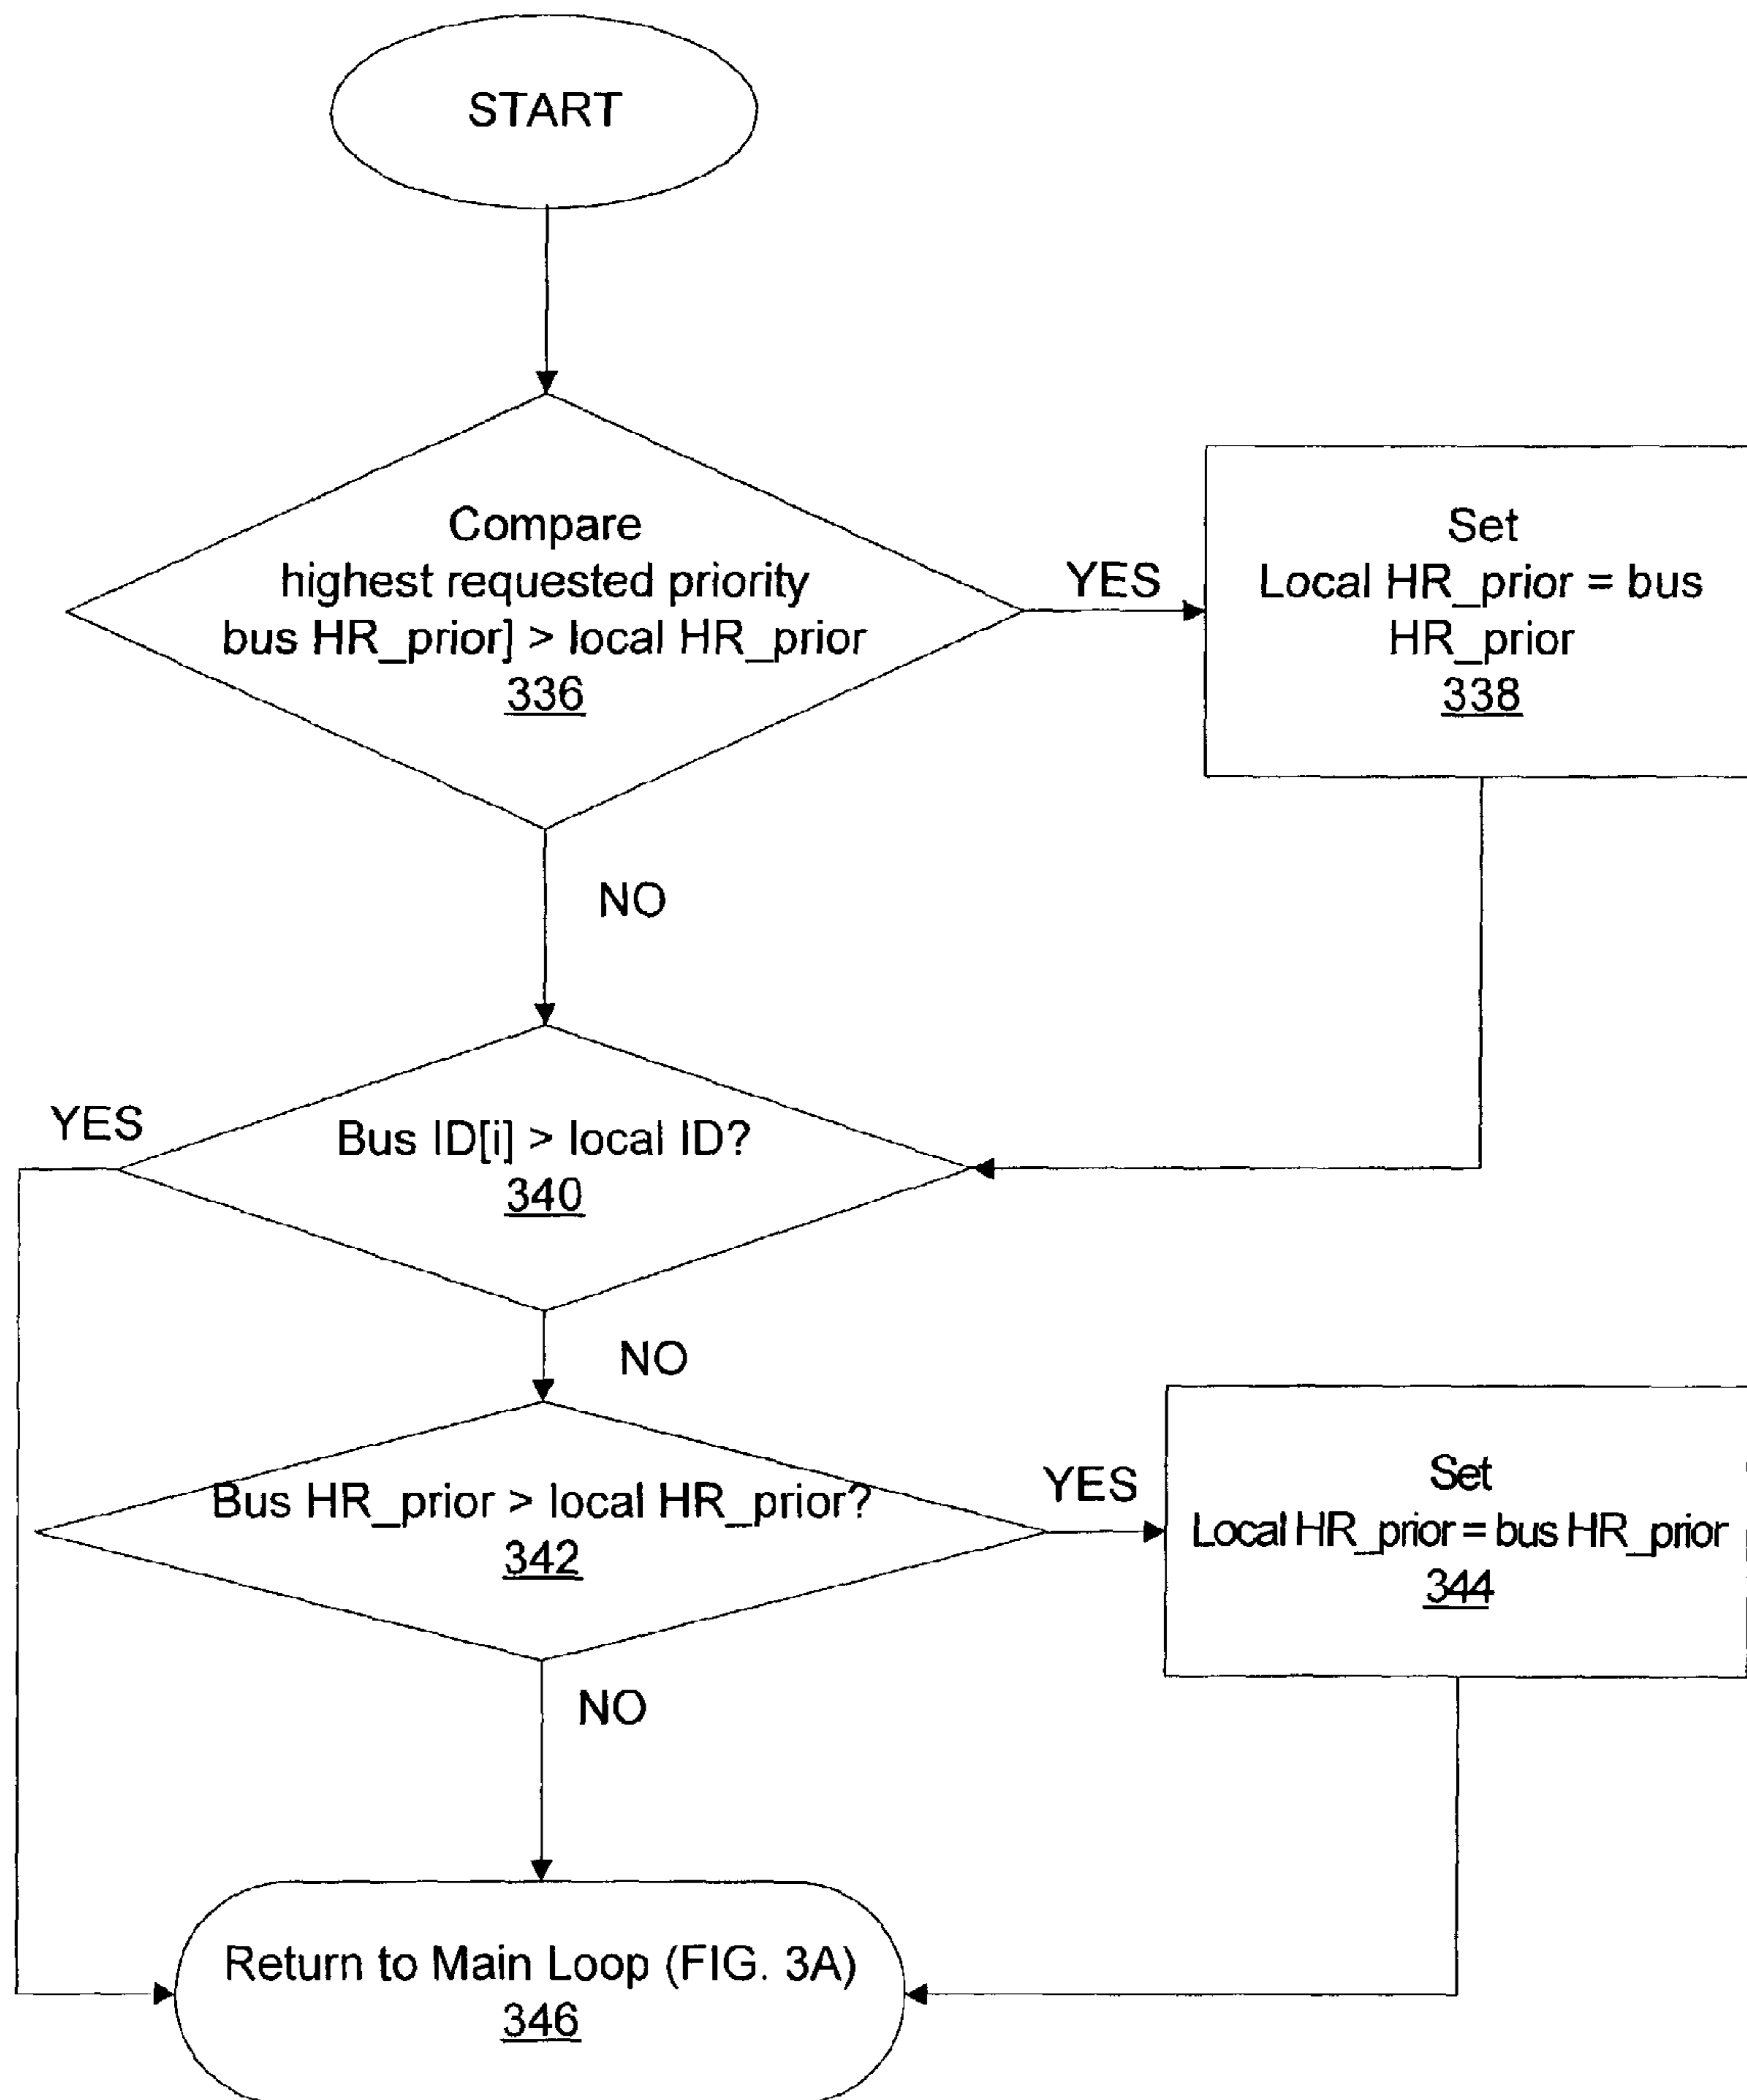 START
Compare
highest requested priority
bus HR_prior] > local HR_prior
336
YES
Set
Local HR_prior = bus
HR_prior
338
NO
YES
Bus ID[i] > local ID?
340
NO
Bus HR_prior > local HR_prior?
342
YES
Set
Local HR_prior = bus HR_prior
344
NO
Return to Main Loop (FIG. 3A)
346